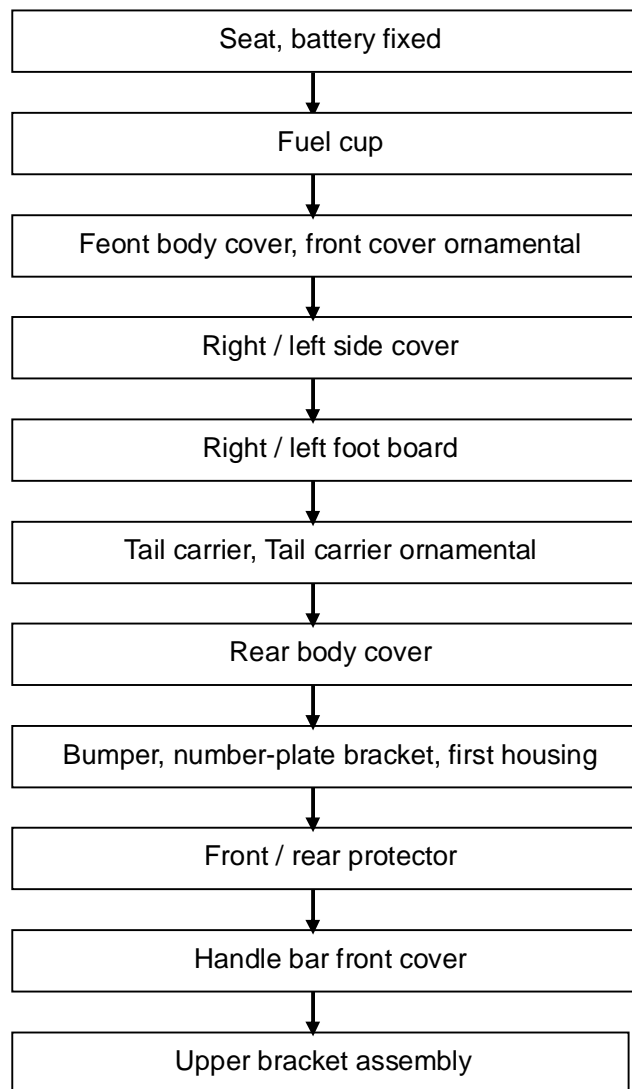 Seat, battery fixed
Fuel cup
Feont body cover, front cover ornamental
Right / left side cover
Right / left foot board
Tail carrier, Tail carrier ornamental
Rear body cover
Bumper, number-plate bracket, first housing
Front / rear protector
Handle bar front cover
Upper bracket assembly